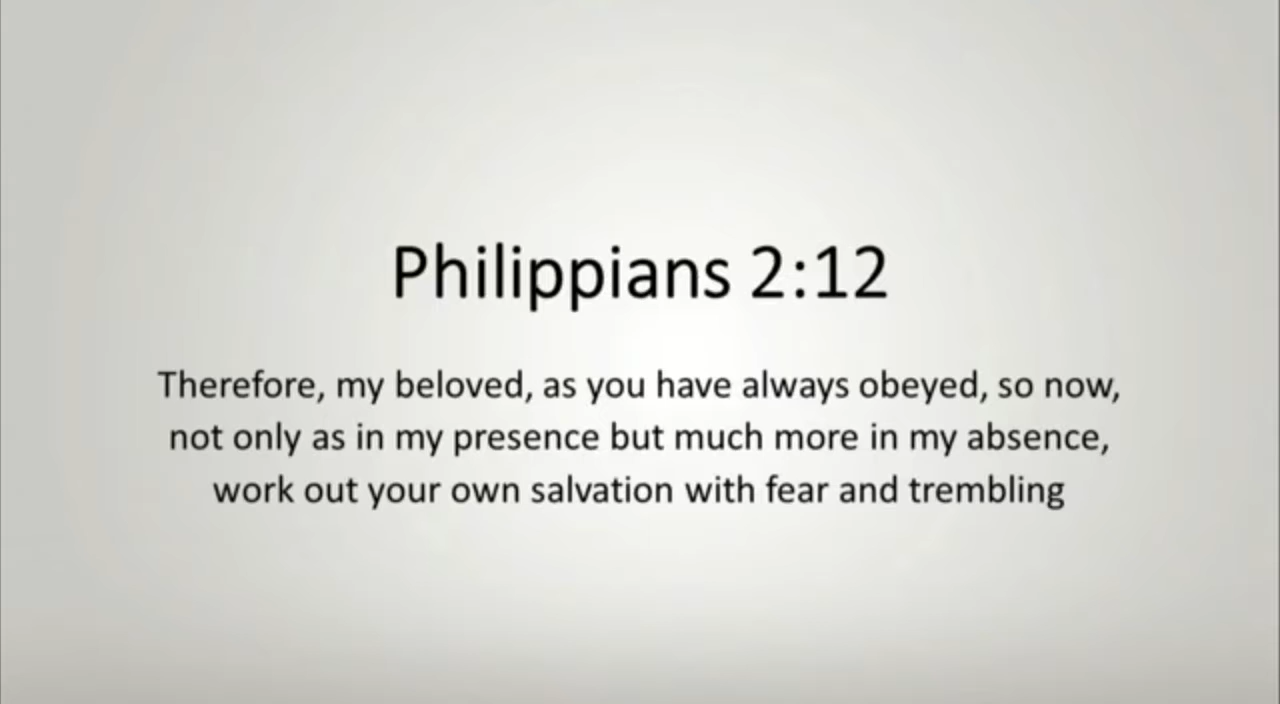 Philippians 2:12
Therefore, my beloved, as you have always obeyed, so now,
not only as in my presence but much more in my absence,
work out your own salvation with fear and trembling